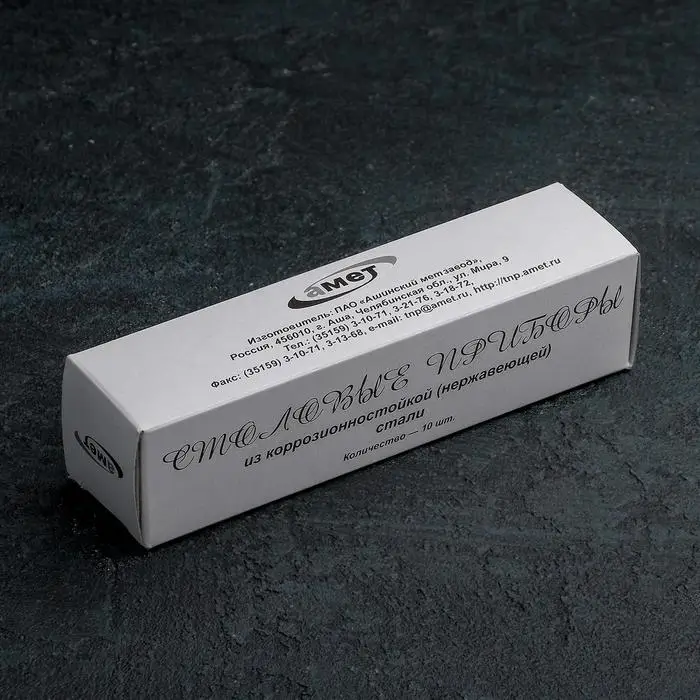 амет
Изготовитель: ПАО «Ашинский метзавод»,
Россия, 456010, г. Аша, Челябинская обл., ул. Мира, 9
Тел.: (35159) 3-10-71, 3-21-76, 3-18-72,
Факс: (35159) 3-10-71, 3-13-68, e-mail: tnp@amet.ru, http://tnp.amet.ru
СТОЛОВЫЕ ПРИБОРЫ
из коррозионностойкой (нержавеющей)
стали
Количество — 10 шт.
амет